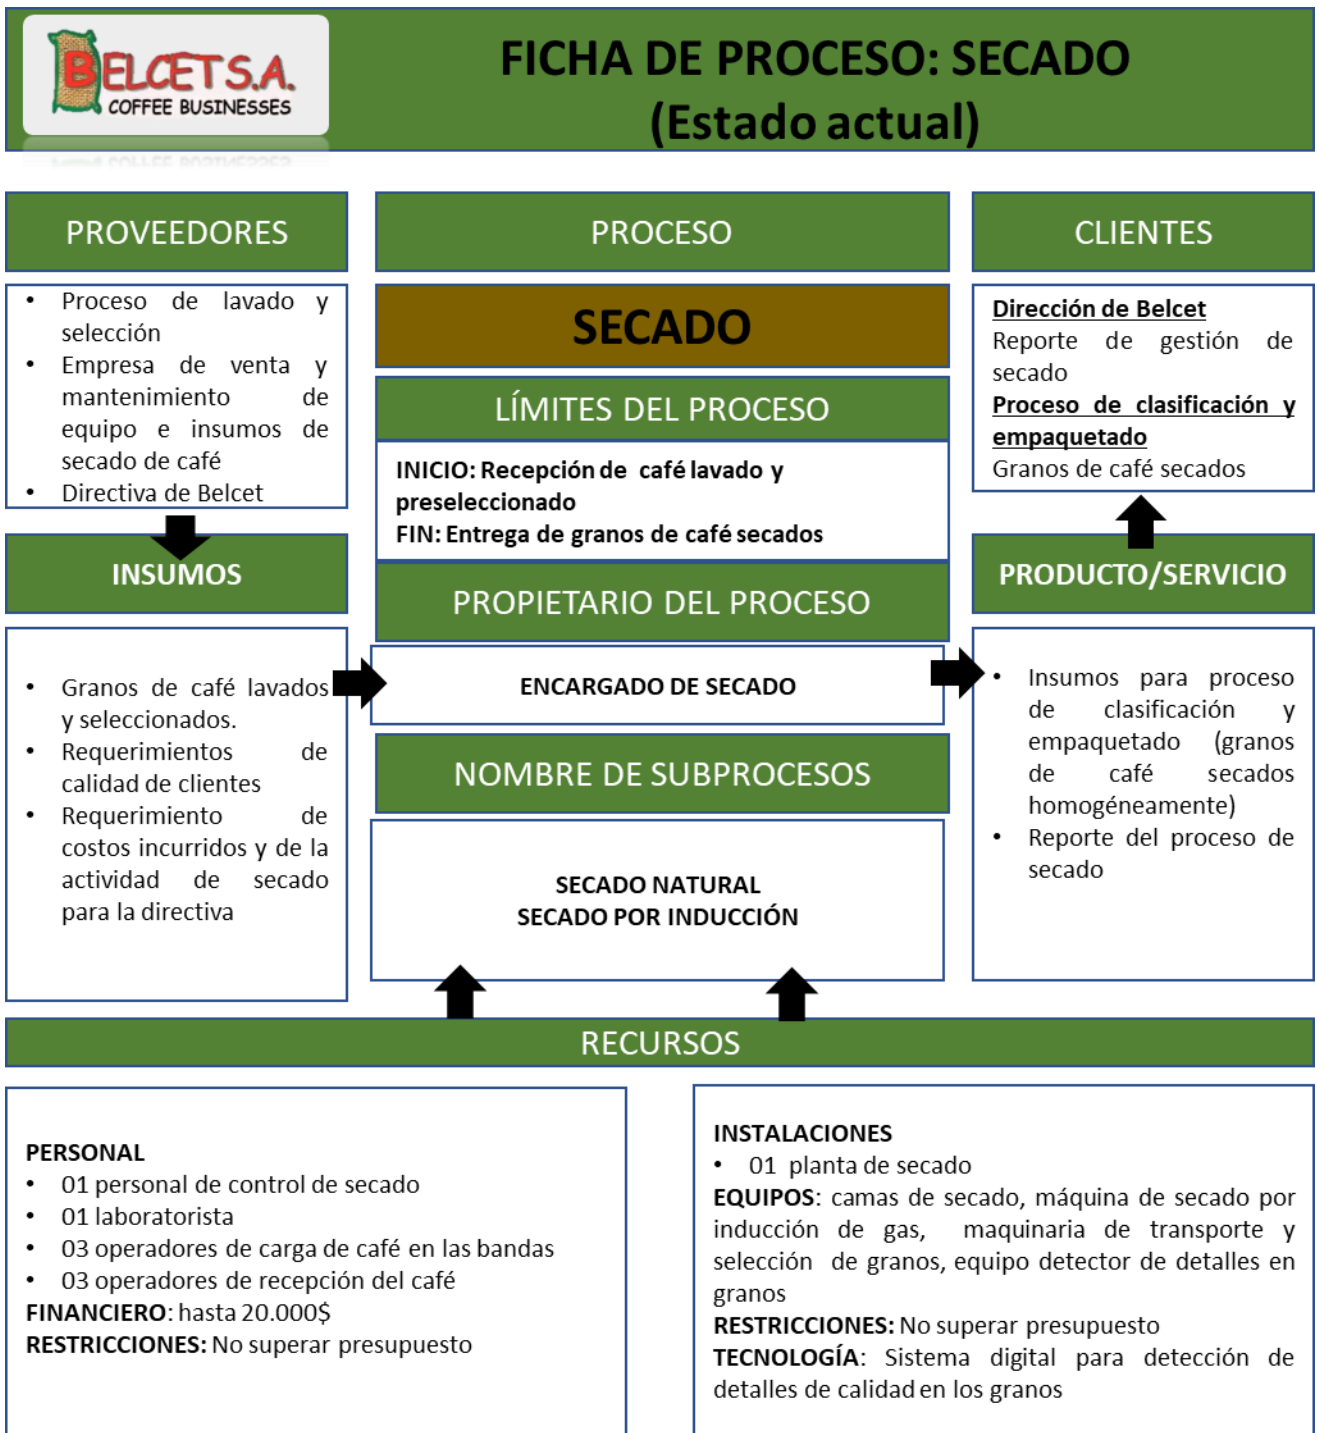 BELCET S.A.
COFFEE BUSINESSES
FICHA DE PROCESO: SECADO
(Estado actual)
PROVEEDORES
• Proceso de lavado y
selección
• Empresa de venta y
mantenimiento de
equipo e insumos de
secado de café
• Directiva de Belcet
INSUMOS
• Granos de café lavados
y seleccionados.
• Requerimientos de
calidad de clientes
• Requerimiento de
costos incurridos y de la
actividad de secado
para la directiva
PROCESO
SECADO
LÍMITES DEL PROCESO
INICIO: Recepción de café lavado y
preseleccionado
FIN: Entrega de granos de café secados
PROPIETARIO DEL PROCESO
ENCARGADO DE SECADO
NOMBRE DE SUBPROCESOS
SECADO NATURAL
SECADO POR INDUCCIÓN
CLIENTES
Dirección de Belcet
Reporte de gestión de
secado
Proceso de clasificación y
empaquetado
Granos de café secados
PRODUCTO/SERVICIO
• Insumos para proceso
de clasificación y
empaquetado (granos
de café secados
homogéneamente)
• Reporte del proceso de
secado
RECURSOS
PERSONAL
• 01 personal de control de secado
• 01 laboratorista
• 03 operadores de carga de café en las bandas
• 03 operadores de recepción del café
FINANCIERO: hasta 20.000$
RESTRICCIONES: No superar presupuesto
INSTALACIONES
• 01 planta de secado
EQUIPOS: camas de secado, máquina de secado por
inducción de gas, maquinaria de transporte y
selección de granos, equipo detector de detalles en
granos
RESTRICCIONES: No superar presupuesto
TECNOLOGÍA: Sistema digital para detección de
detalles de calidad en los granos